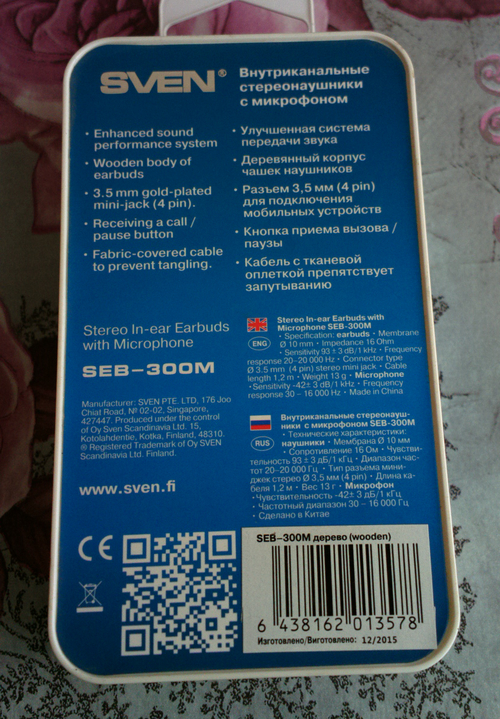 SVEN®
Внутриканальные
стереонаушники
с микрофоном
• Enhanced sound
performance system
• Wooden body of
earbuds
• 3.5 mm gold-plated
mini-jack (4 pin).
• Receiving a call /
pause button
• Fabric-covered cable
to prevent tangling.
• Улучшенная система
передачи звука
• Деревянный корпус
чашек наушников
• Разъем 3,5 мм (4 pin)
для подключения
мобильных устройств
• Кнопка приема вызова /
паузы
• Кабель с тканевой
оплеткой препятствует
запутыванию
Stereo In-ear Earbuds
with Microphone
SEB–300M
Manufacturer: SVEN PTE. LTD, 176 Joo
Chiat Road, № 02-02, Singapore,
427447. Produced under the control
of Oy Sven Scandinavia Ltd. 15,
Kotolahdentie, Kotka, Finland, 48310.
® Registered Trademark of Oy SVEN
Scandinavia Ltd. Finland.
www.sven.fi
Stereo In-ear Earbuds with
Microphone SEB-300M
ENG
• Specification: earbuds • Membrane
Ø 10 mm • Impedance 16 Ohm
• Sensitivity 93 ± 3 dB/1 kHz • Frequency
response 20–20 000 Hz • Connector type
Ø 3.5 mm (4 pin) stereo mini jack • Cable
length 1,2 m • Weight 13 g • Microphone
• Sensitivity -42± 3 dB/1 kHz • Frequency
response 30 – 16 000 Hz • Made in China
Внутриканальные стереонауш-
ники с микрофоном SEB-300M
RUS
• Технические характеристики:
наушники • Мембрана Ø 10 мм
• Сопротивление 16 Ом • Чувстви-
тельность 93 ± 3 дБ/1 кГц • Диапазон час-
тот 20–20 000 Гц • Тип разъема мини-
джек стерео Ø 3,5 мм (4 pin) • Длина ка-
беля 1,2 м • Вес 13 г • Микрофон
• Чувствительность -42± 3 дБ/1 кГц
• Частотный диапазон 30 – 16 000 Гц
• Сделано в Китае
CE
SEB–300M дерево (wooden)
6 438162 013578
Изготовлено/Виготовлено: 12/2015